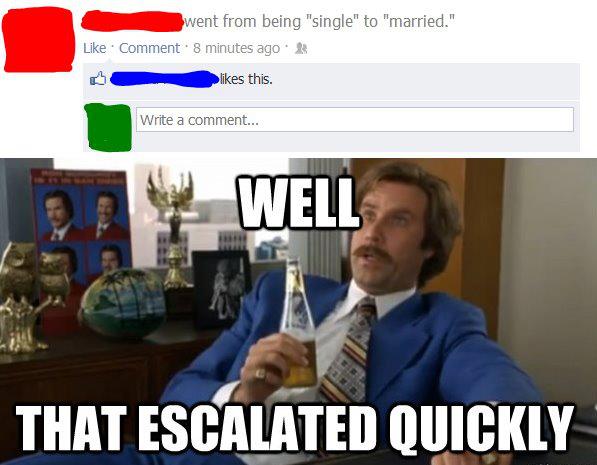 went from being "single" to "married."
Like · Comment · 8 minutes ago ·
likes this.
Write a comment...
WELL
THAT ESCALATED QUICKLY